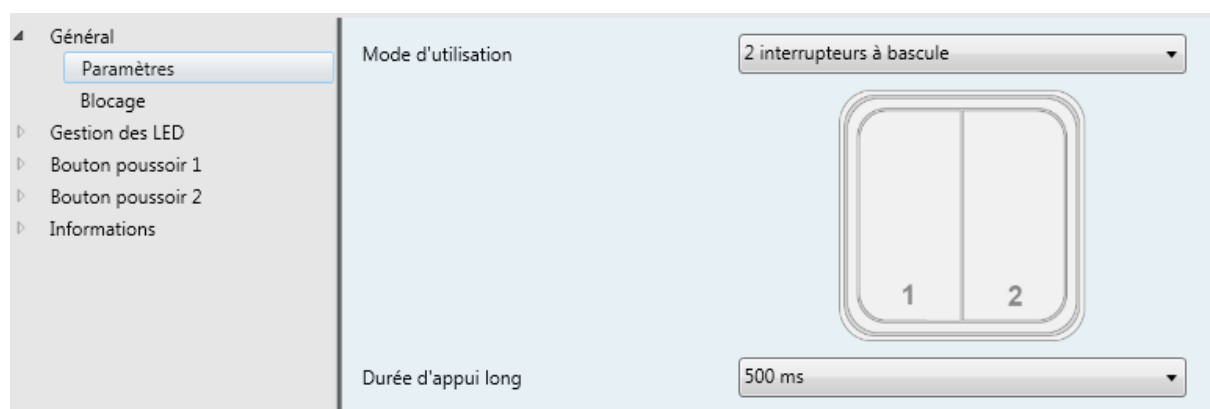 Général
Paramètres
Blocage
Gestion des LED
Bouton poussoir 1
Bouton poussoir 2
Informations
Mode d'utilisation
2 interrupteurs à bascule
1 2
Durée d'appui long
500 ms